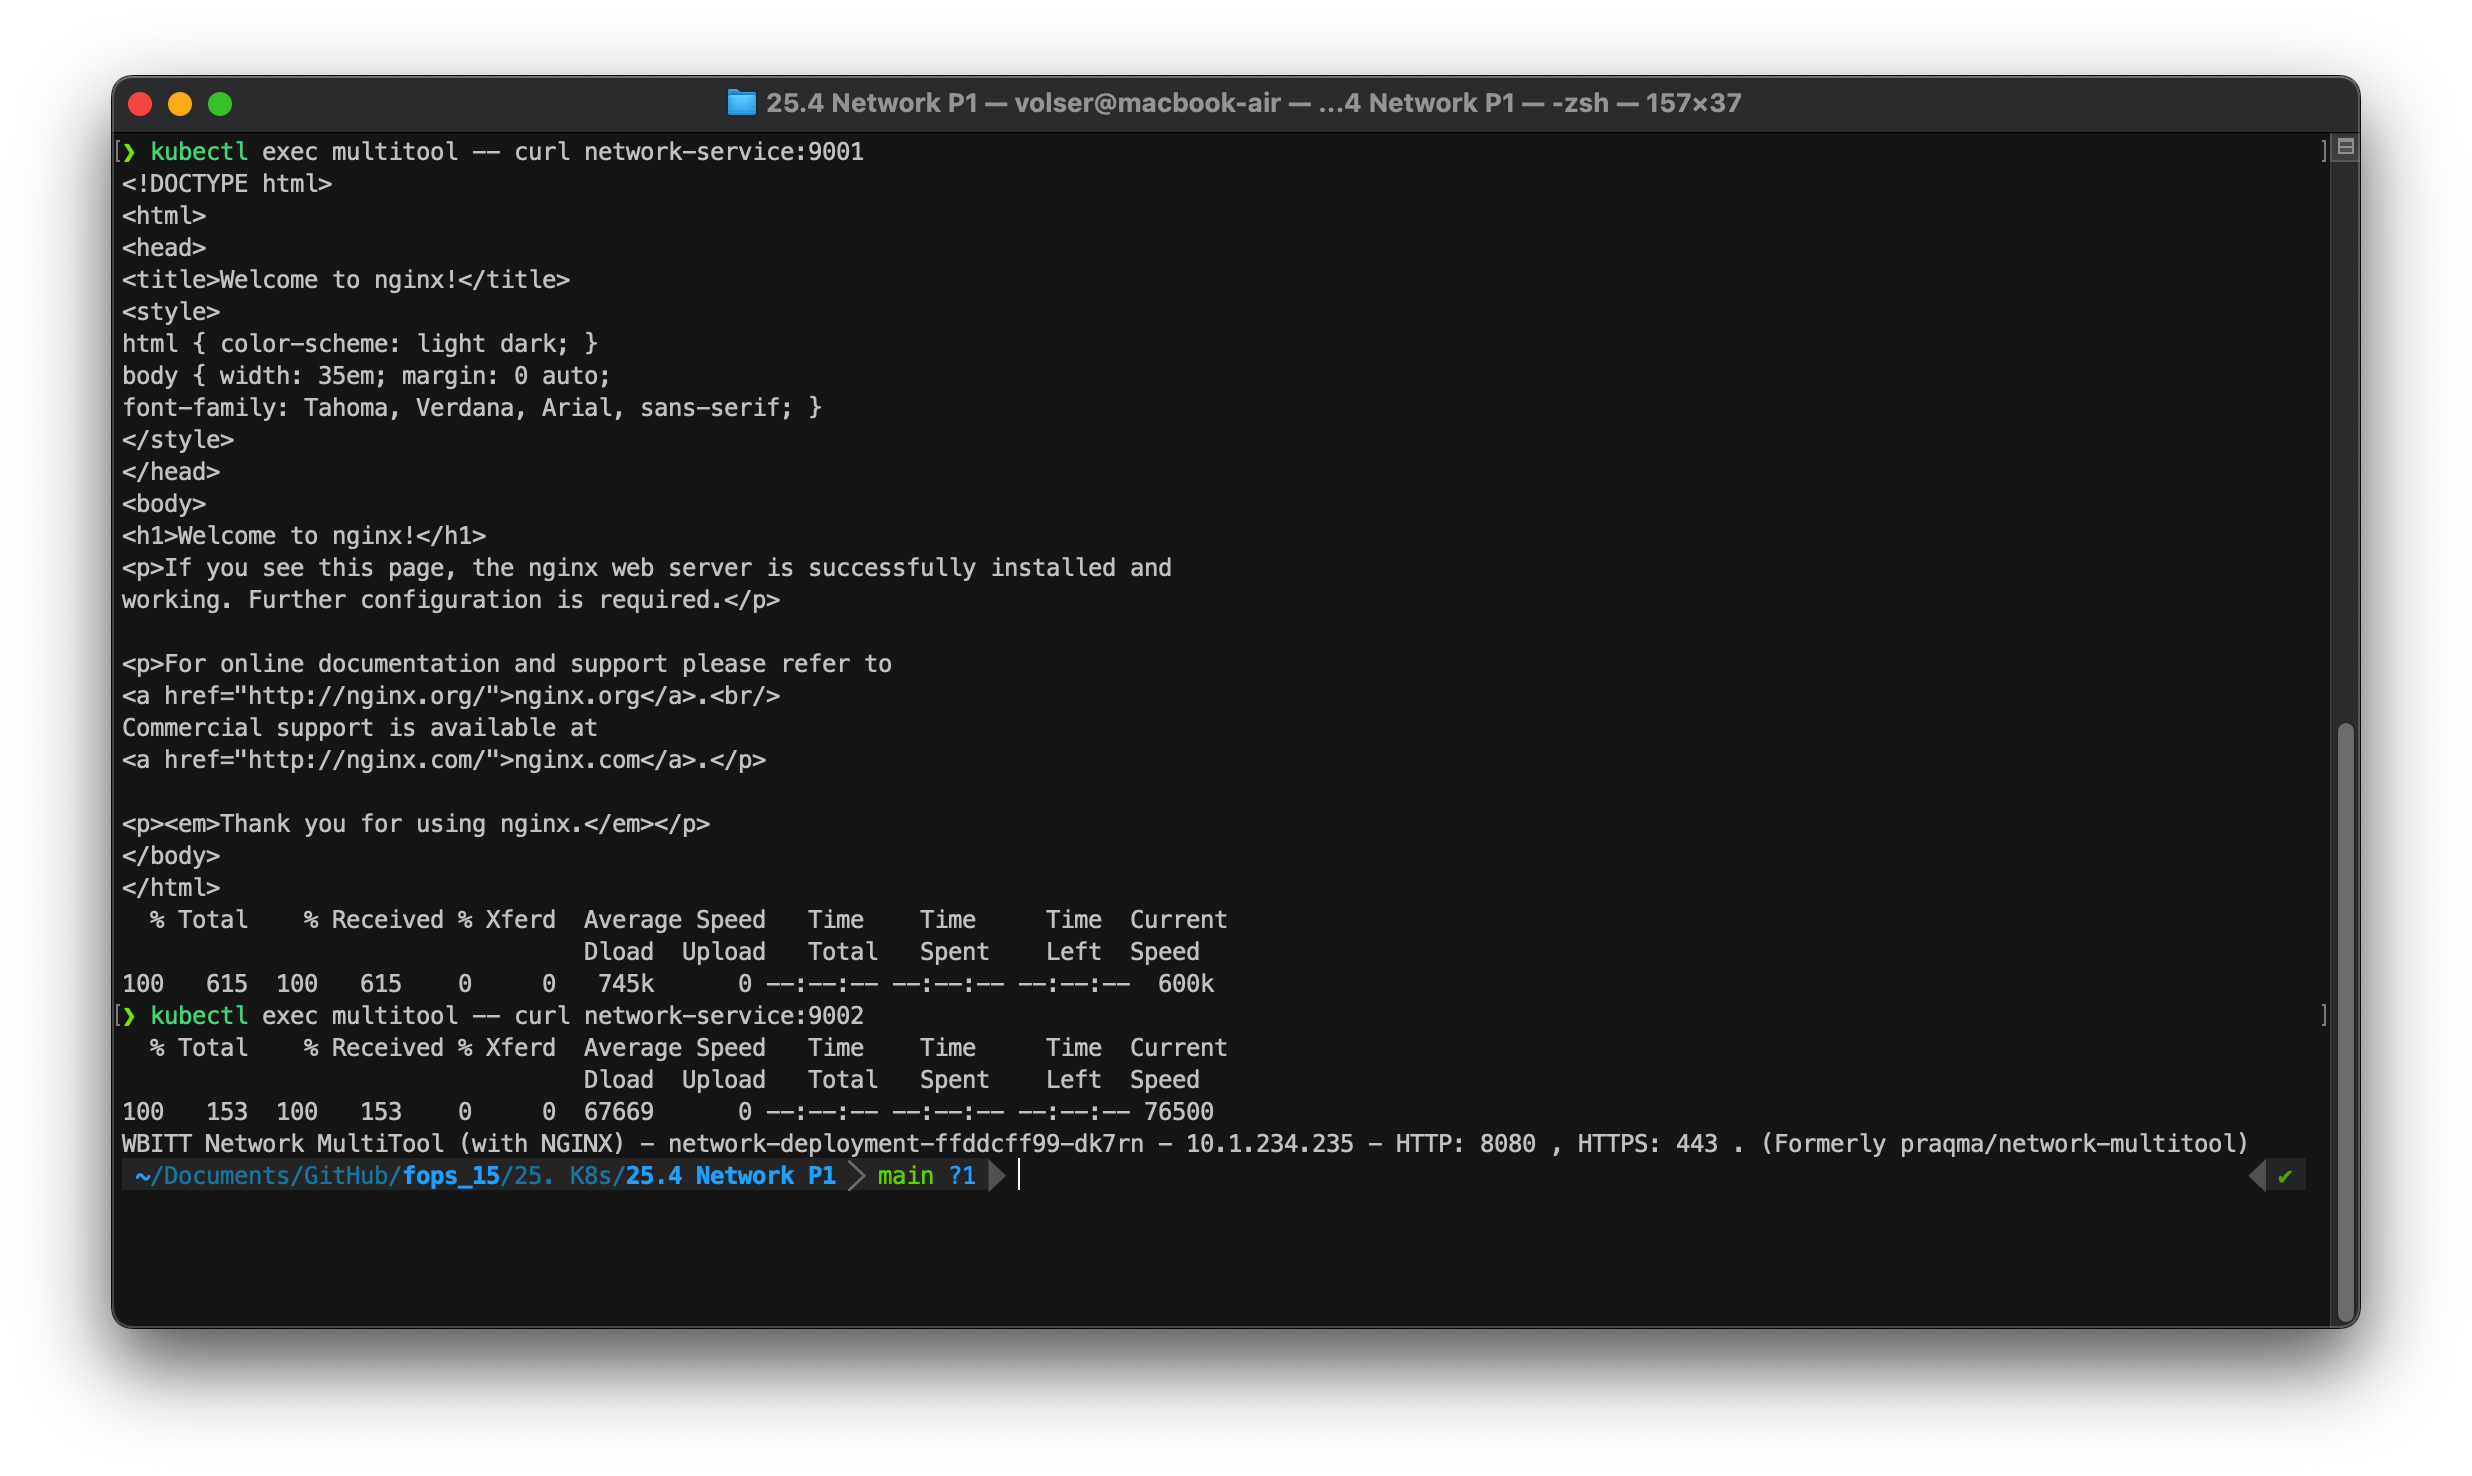 25.4 Network P1 — volser@macbook-air — ...4 Network P1 — -zsh — 157×37
[❯ kubectl exec multitool -- curl network-service:9001 ]
<!DOCTYPE html>
<html>
<head>
<title>Welcome to nginx!</title>
<style>
html { color-scheme: light dark; }
body { width: 35em; margin: 0 auto;
font-family: Tahoma, Verdana, Arial, sans-serif; }
</style>
</head>
<body>
<h1>Welcome to nginx!</h1>
<p>If you see this page, the nginx web server is successfully installed and
working. Further configuration is required.</p>

<p>For online documentation and support please refer to
<a href="http://nginx.org/">nginx.org</a>.<br/>
Commercial support is available at
<a href="http://nginx.com/">nginx.com</a>.</p>

<p><em>Thank you for using nginx.</em></p>
</body>
</html>
  % Total    % Received % Xferd  Average Speed   Time    Time     Time  Current
                                 Dload  Upload   Total   Spent    Left  Speed
100   615  100   615    0     0   745k      0 --:--:-- --:--:-- --:--:--  600k
[❯ kubectl exec multitool -- curl network-service:9002 ]
  % Total    % Received % Xferd  Average Speed   Time    Time     Time  Current
                                 Dload  Upload   Total   Spent    Left  Speed
100   153  100   153    0     0  67669      0 --:--:-- --:--:-- --:--:-- 76500
WBITT Network MultiTool (with NGINX) - network-deployment-ffddcff99-dk7rn - 10.1.234.235 - HTTP: 8080 , HTTPS: 443 . (Formerly praqma/network-multitool)
~/Documents/GitHub/fops_15/25. K8s/25.4 Network P1 main ?1 ✔